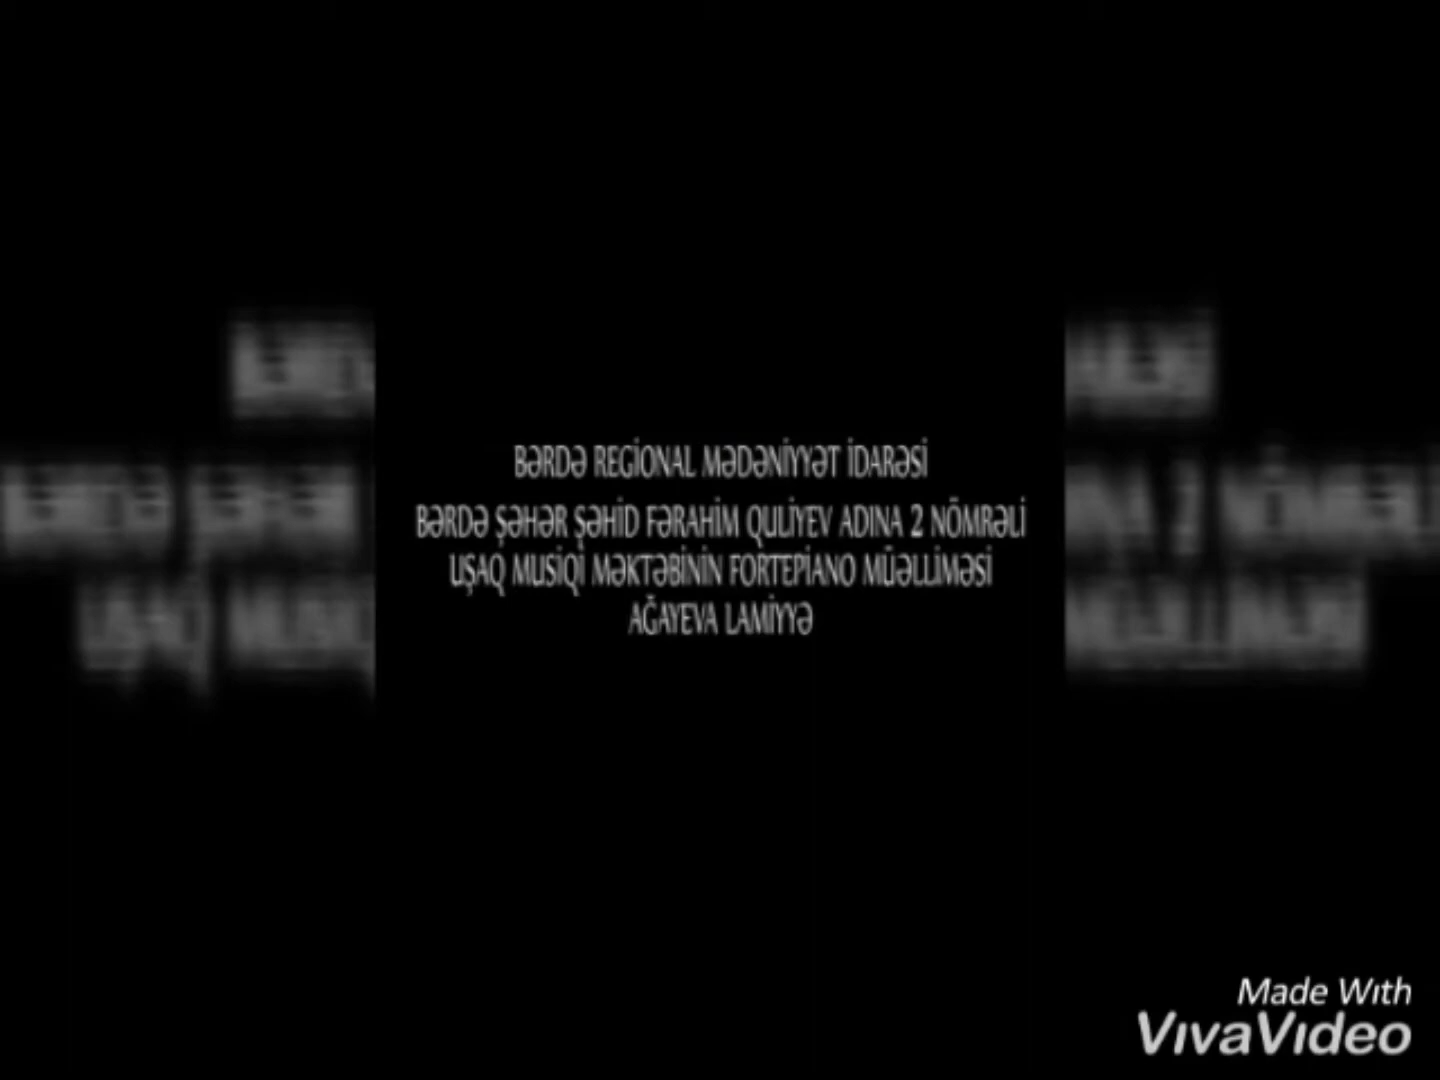 BƏRDƏ REGİONAL MƏDƏNİYYƏT İDARƏSİ
BƏRDƏ ŞƏHƏR ŞƏHİD FƏRAHİM QULİYEV ADINA 2 NÖMRƏLİ
UŞAQ MUSİQİ MƏKTƏBİNİN FORTEPİANO MÜƏLLİMƏSİ
AĞAYEVA LAMİYYƏ
Made With
VivaVideo